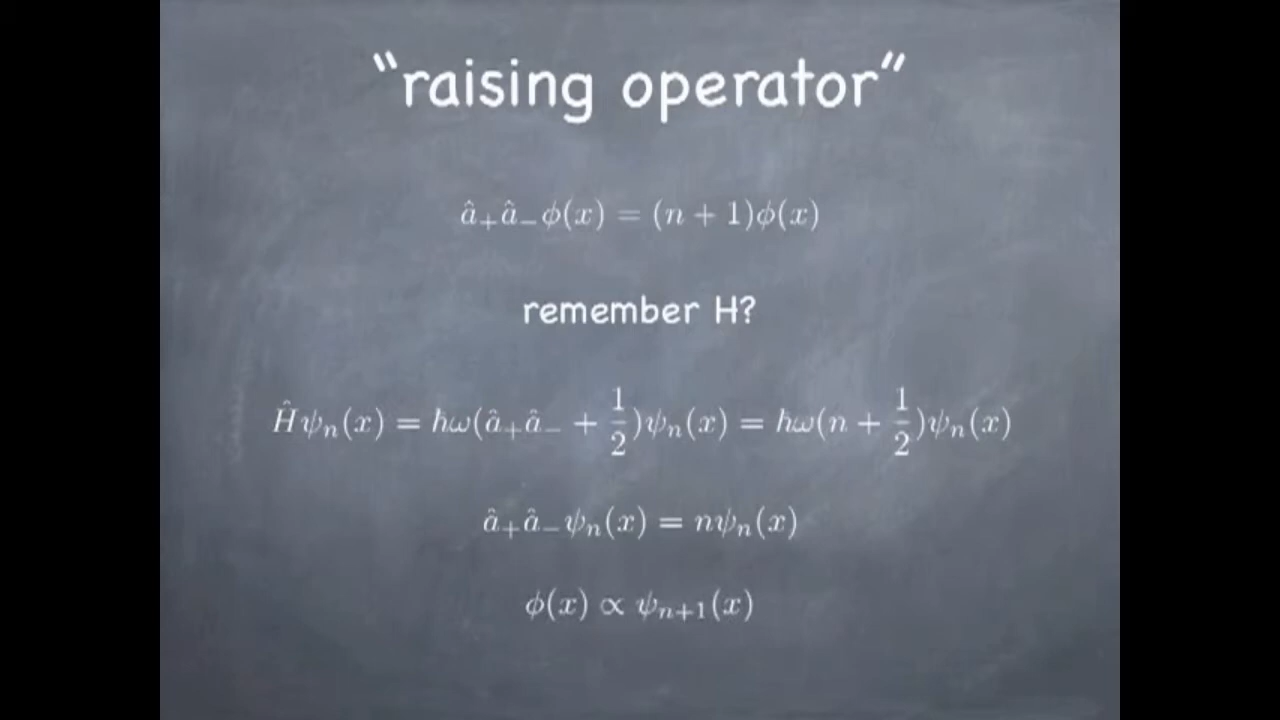 “raising operator”
â₊â₋ϕ(x) = (n + 1)ϕ(x)
remember H?
Ĥψₙ(x) = ħω(â₊â₋ + 1/2)ψₙ(x) = ħω(n + 1/2)ψₙ(x)
â₊â₋ψₙ(x) = nψₙ(x)
ϕ(x) ∝ ψₙ₊₁(x)